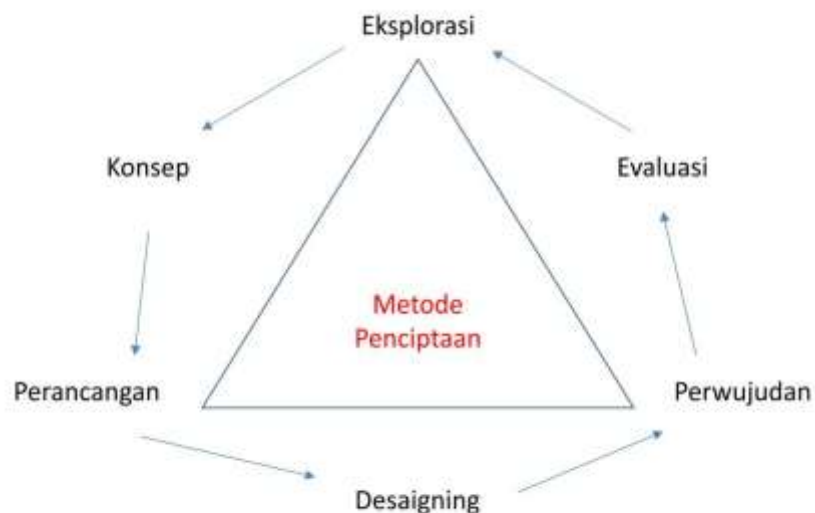 Eksplorasi
Konsep
Evaluasi
Metode
Penciptaan
Perancangan
Perwujudan
Desaigning